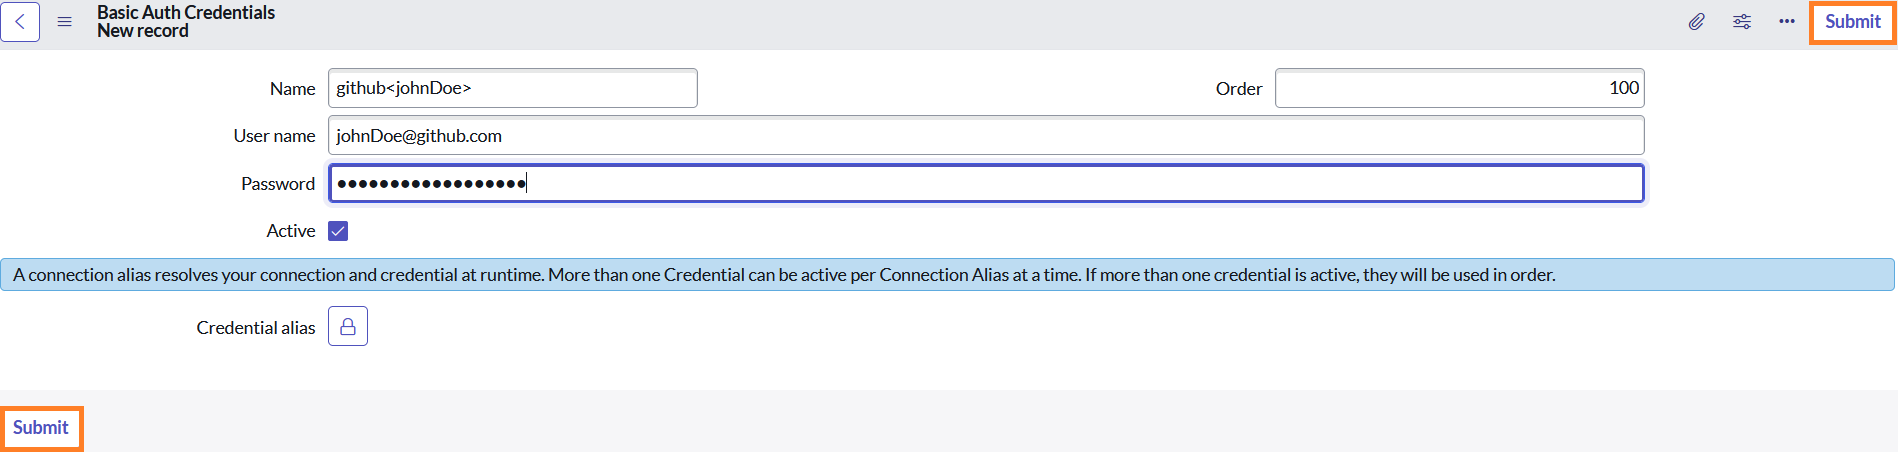 Basic Auth Credentials
New record
Submit
Name github<johnDoe>
Order 100
User name johnDoe@github.com
Password ••••••••••••••••••
Active
A connection alias resolves your connection and credential at runtime. More than one Credential can be active per Connection Alias at a time. If more than one credential is active, they will be used in order.
Credential alias
Submit